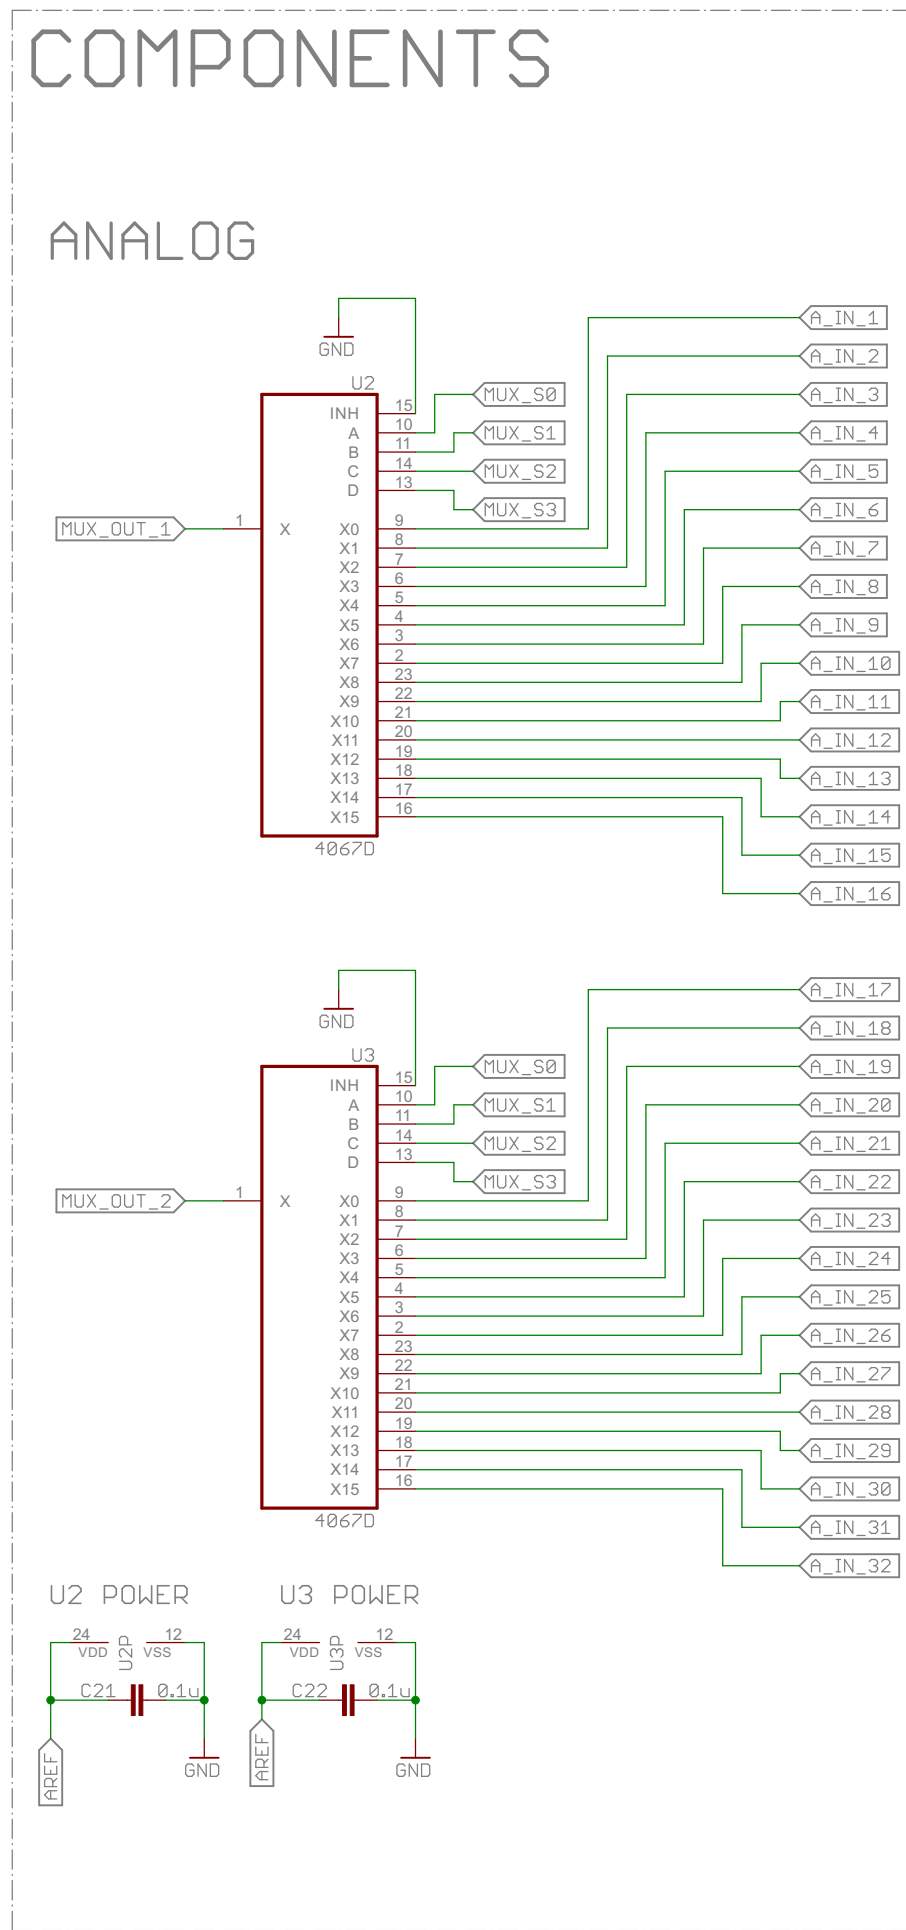 COMPONENTS
ANALOG
GND
A_IN_1
A_IN_2
U2
A_IN_3
INH 15
MUX_S0
A 10
MUX_S1
A_IN_4
B 11
C 14
MUX_S2
A_IN_5
D 13
MUX_S3
A_IN_6
MUX_OUT_1
1 X
X0 9
X1 8
A_IN_7
X2 7
X3 6
A_IN_8
X4 5
X5 4
A_IN_9
X6 3
X7 2
A_IN_10
X8 23
X9 22
A_IN_11
X10 21
X11 20
A_IN_12
X12 19
X13 18
A_IN_13
X14 17
X15 16
A_IN_14
4067D
A_IN_15
A_IN_16
GND
A_IN_17
A_IN_18
U3
A_IN_19
INH 15
MUX_S0
A 10
MUX_S1
A_IN_20
B 11
C 14
MUX_S2
A_IN_21
D 13
MUX_S3
A_IN_22
MUX_OUT_2
1 X
X0 9
X1 8
A_IN_23
X2 7
X3 6
A_IN_24
X4 5
X5 4
A_IN_25
X6 3
X7 2
A_IN_26
X8 23
X9 22
A_IN_27
X10 21
X11 20
A_IN_28
X12 19
X13 18
A_IN_29
X14 17
X15 16
A_IN_30
4067D
A_IN_31
A_IN_32
U2 POWER
24 12
VDD U2P VSS
C21 0.1u
AREF
GND
U3 POWER
24 12
VDD U3P VSS
C22 0.1u
AREF
GND